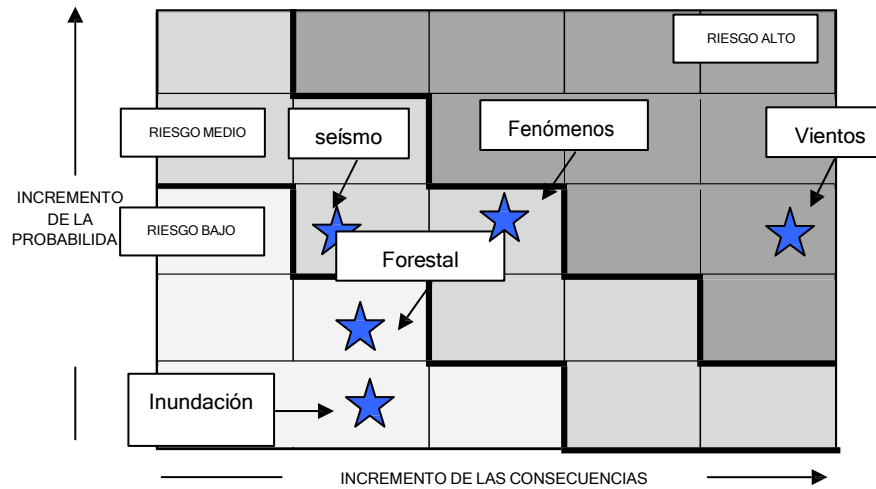 RIESGO ALTO
RIESGO MEDIO
seísmo
Fenómenos
Vientos
INCREMENTO
DE LA
PROBABILIDA
RIESGO BAJO
Forestal
Inundación
INCREMENTO DE LAS CONSECUENCIAS